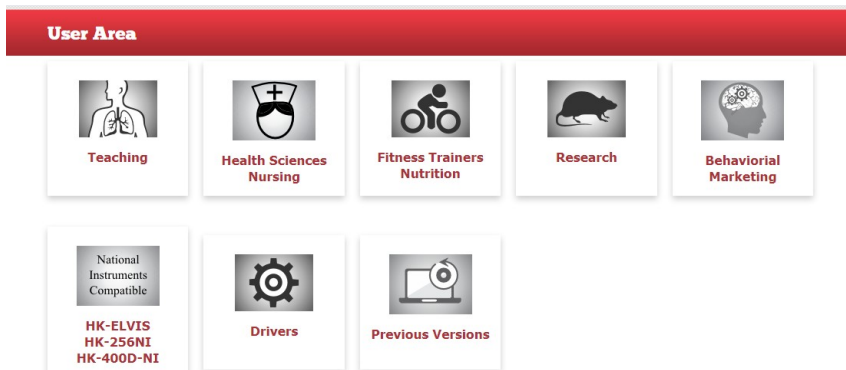 User Area
Teaching
Health Sciences
Nursing
Fitness Trainers
Nutrition
Research
Behaviorial
Marketing
National
Instruments
Compatible
HK-ELVIS
HK-256NI
HK-400D-NI
Drivers
Previous Versions